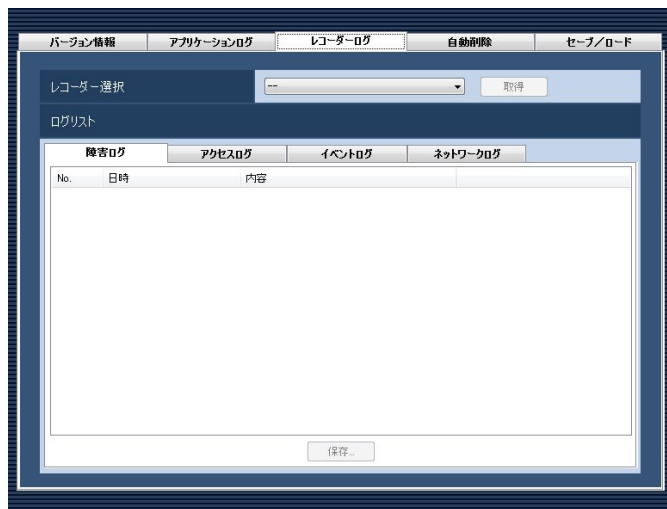 バージョン情報 アプリケーションログ レコーダーログ 自動削除 セーブ／ロード
レコーダー選択 -- 取得
ログリスト
障害ログ アクセスログ イベントログ ネットワークログ
No. 日時 内容
保存...